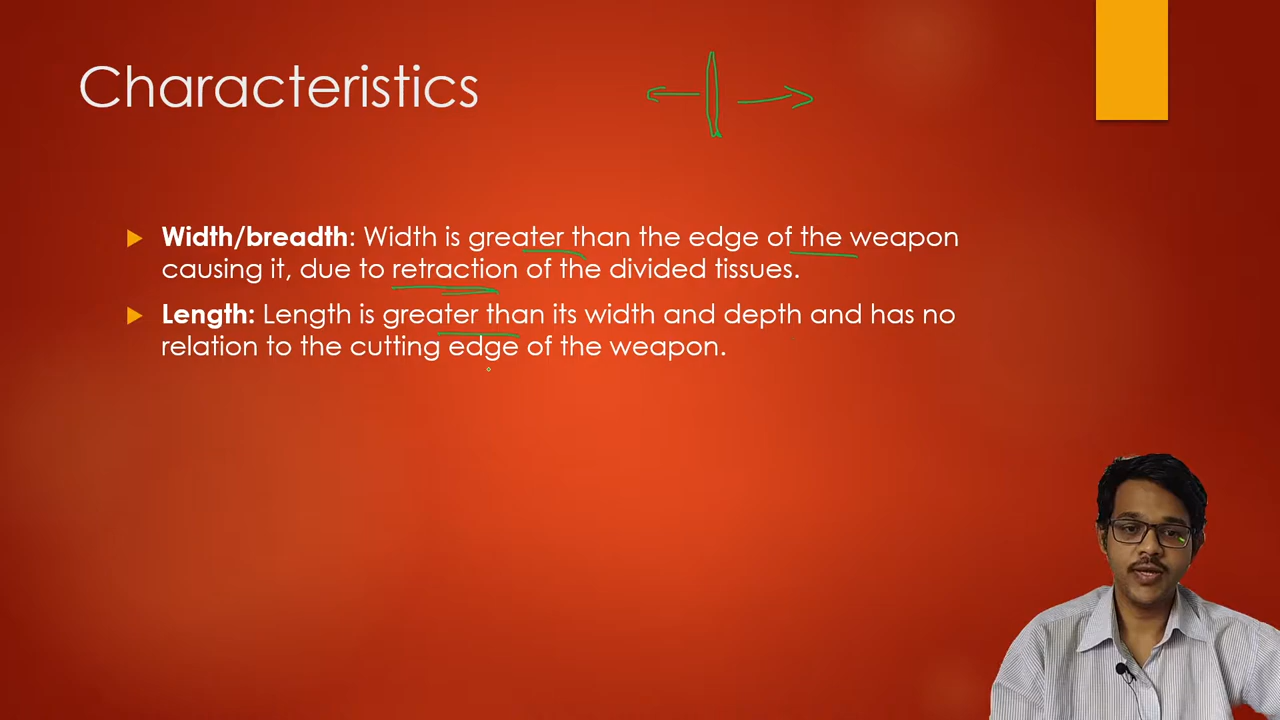 Characteristics
Width/breadth: Width is greater than the edge of the weapon
causing it, due to retraction of the divided tissues.
Length: Length is greater than its width and depth and has no
relation to the cutting edge of the weapon.